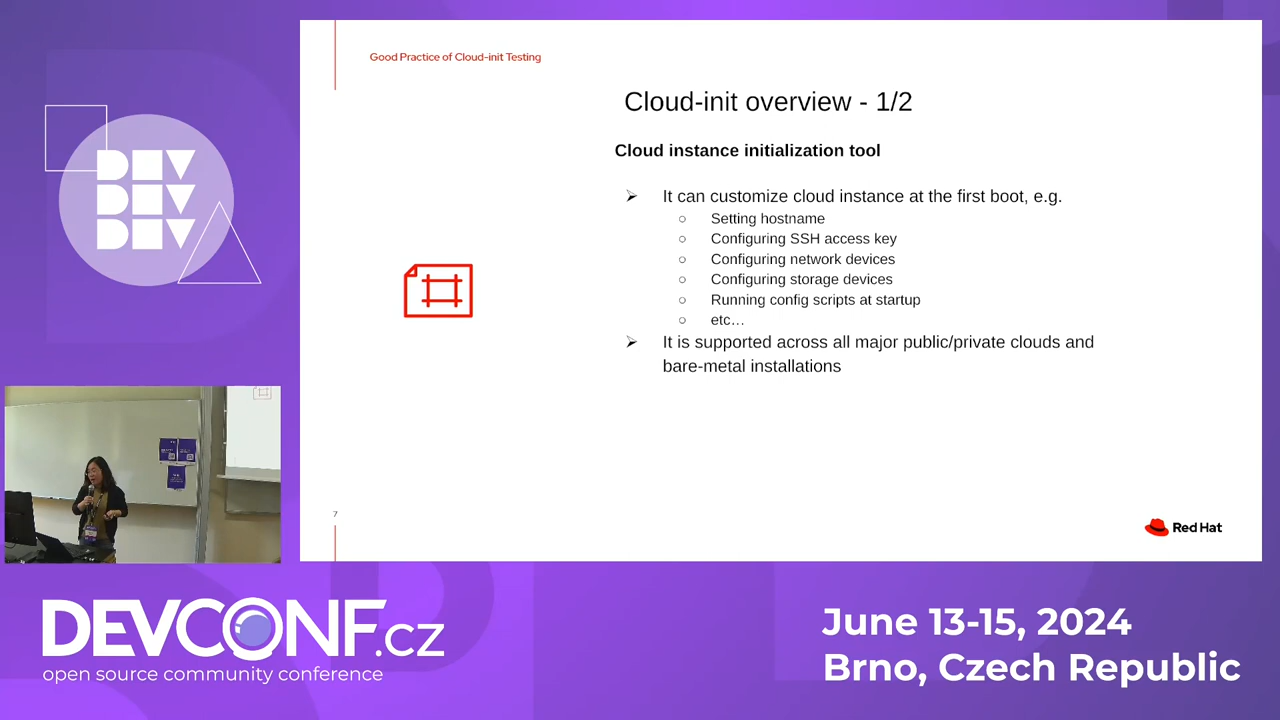 Good Practice of Cloud-init Testing
Cloud-init overview - 1/2
Cloud instance initialization tool
➢ It can customize cloud instance at the first boot, e.g.
○ Setting hostname
○ Configuring SSH access key
○ Configuring network devices
○ Configuring storage devices
○ Running config scripts at startup
○ etc…
➢ It is supported across all major public/private clouds and
bare-metal installations
7
Red Hat
DEV
DEV
DEV
DEVCONF.cz
open source community conference
June 13-15, 2024
Brno, Czech Republic